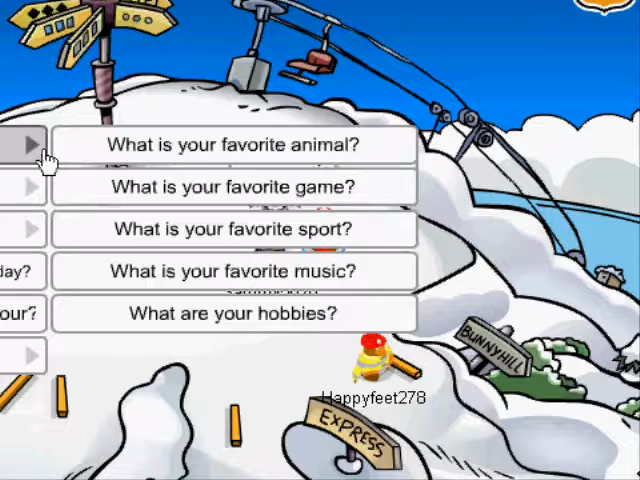 What is your favorite animal?
What is your favorite game?
What is your favorite sport?
day? What is your favorite music?
our? What are your hobbies?
BUNNYHILL
Happyfeet278
EXPRESS